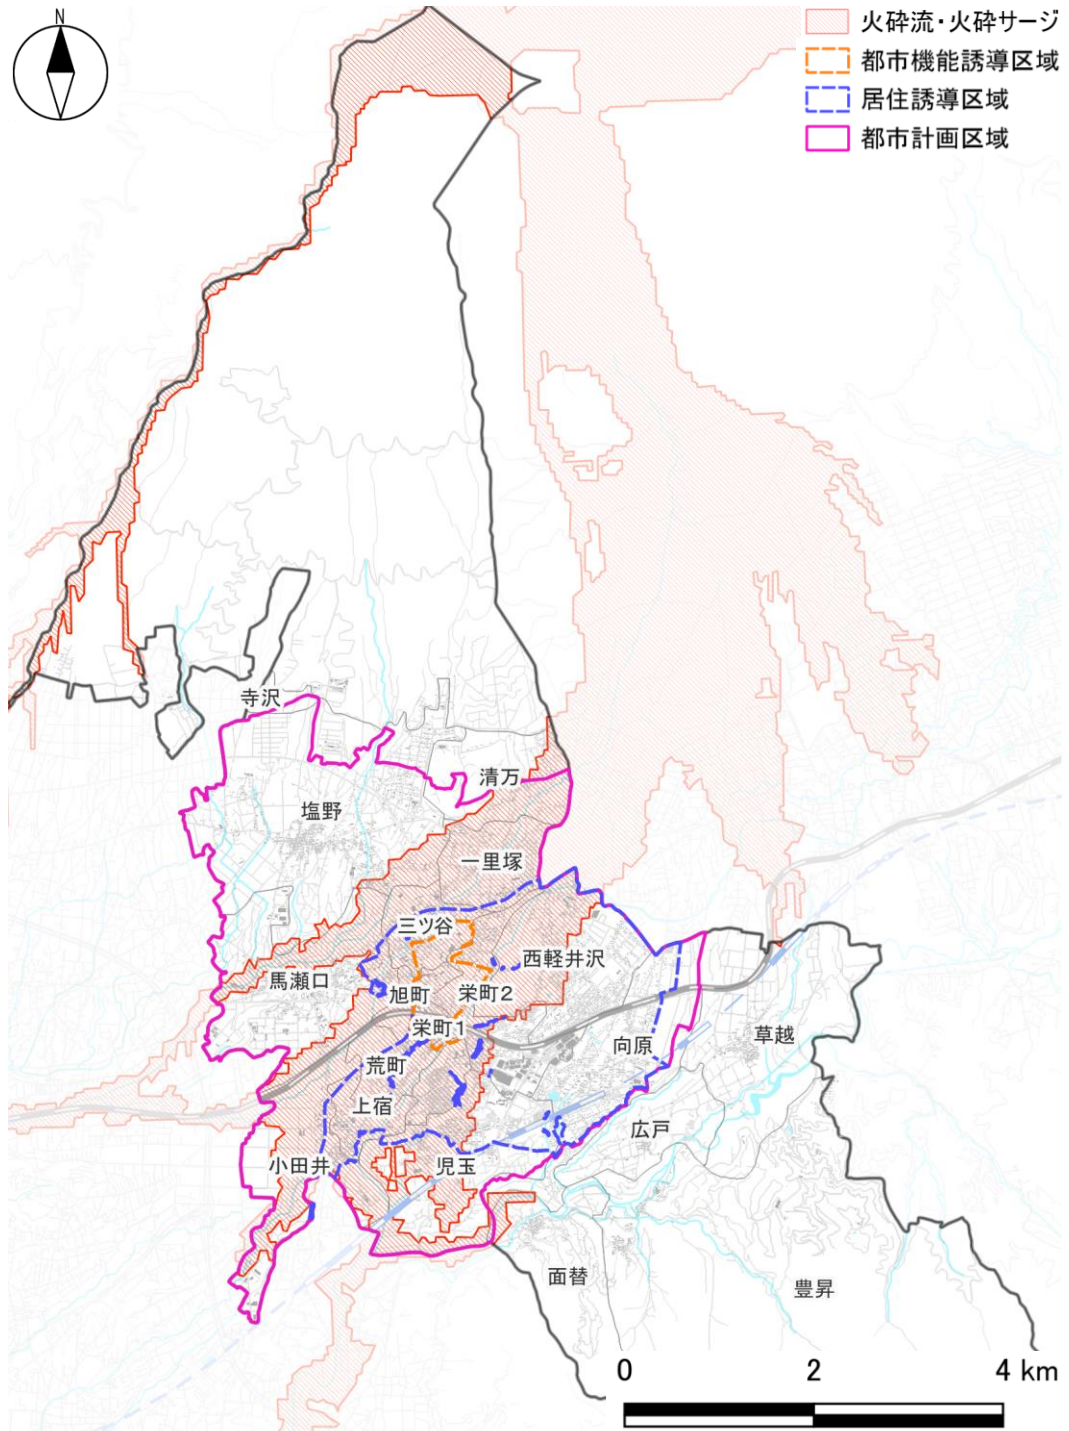 N
火砕流・火砕サージ
都市機能誘導区域
居住誘導区域
都市計画区域
寺沢
清万
塩野
一里塚
三ツ谷
西軽井沢
馬瀬口
旭町
栄町2
栄町1
向原
草越
荒町
上宿
広戸
小田井
児玉
面替
豊昇
0 2 4 km